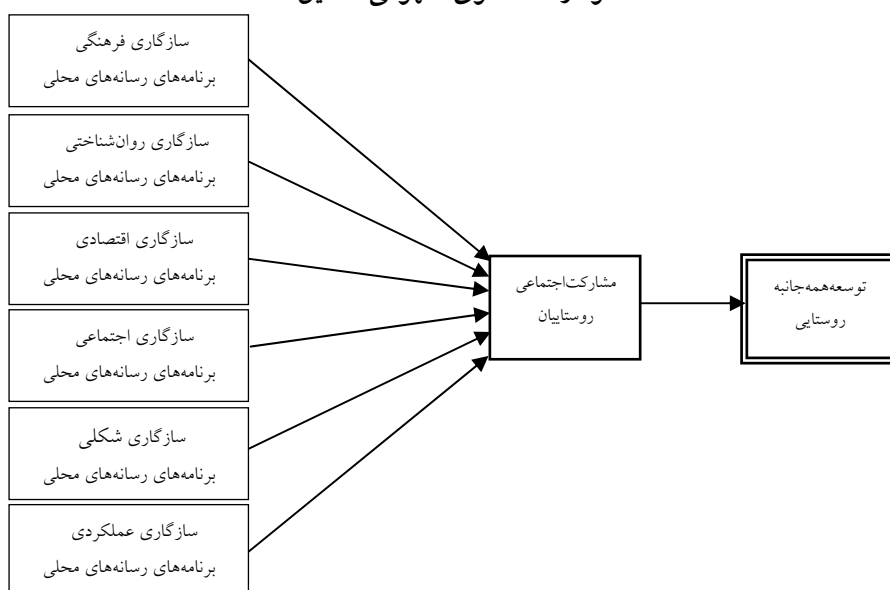 سازگاری فرهنگی
برنامه‌های رسانه‌های محلی
سازگاری روان‌شناختی
برنامه‌های رسانه‌های محلی
سازگاری اقتصادی
برنامه‌های رسانه‌های محلی
سازگاری اجتماعی
برنامه‌های رسانه‌های محلی
سازگاری شکلی
برنامه‌های رسانه‌های محلی
سازگاری عملکردی
برنامه‌های رسانه‌های محلی
مشارکت‌اجتماعی
روستاییان
توسعه‌همه‌جانبه
روستایی